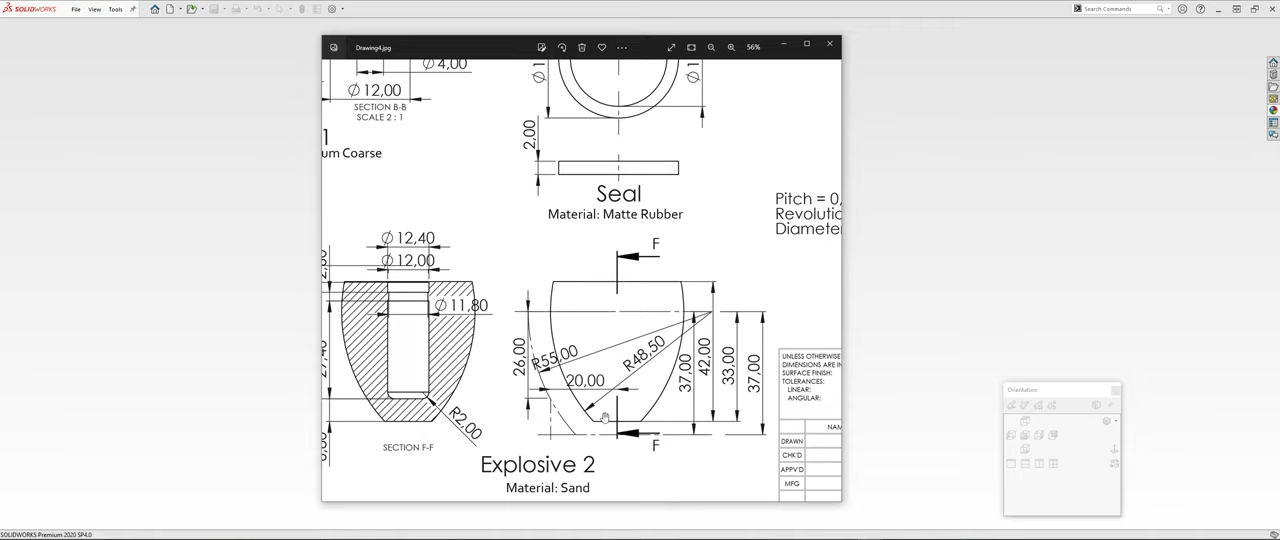 SOLIDWORKS File View Tools
Search Commands
Drawing4.jpg
56%
4,00
Ø 12,00
SECTION B-B
SCALE 2 : 1
um Coarse
Ø 1
Ø 1
2,00
Seal
Material: Matte Rubber
Pitch = 0,
Revolutio
Diameter
Ø 12,40
Ø 12,00
Ø 11,80
R2,00
SECTION F-F
F
R55,00
R48,50
26,00
20,00
37,00
42,00
33,00
37,00
F
Explosive 2
Material: Sand
UNLESS OTHERWISE
DIMENSIONS ARE IN
SURFACE FINISH:
TOLERANCES:
LINEAR:
ANGULAR:
NAM
DRAWN
CHK'D
APPV'D
MFG
Orientation
SOLIDWORKS Premium 2020 SP4.0